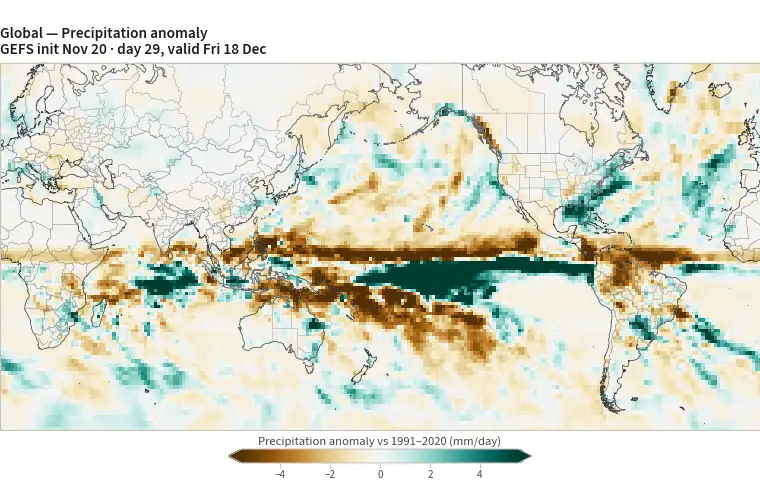 Global — Precipitation anomaly
GEFS init Nov 20 · day 29, valid Fri 18 Dec
Precipitation anomaly vs 1991–2020 (mm/day)
−4 −2 0 2 4